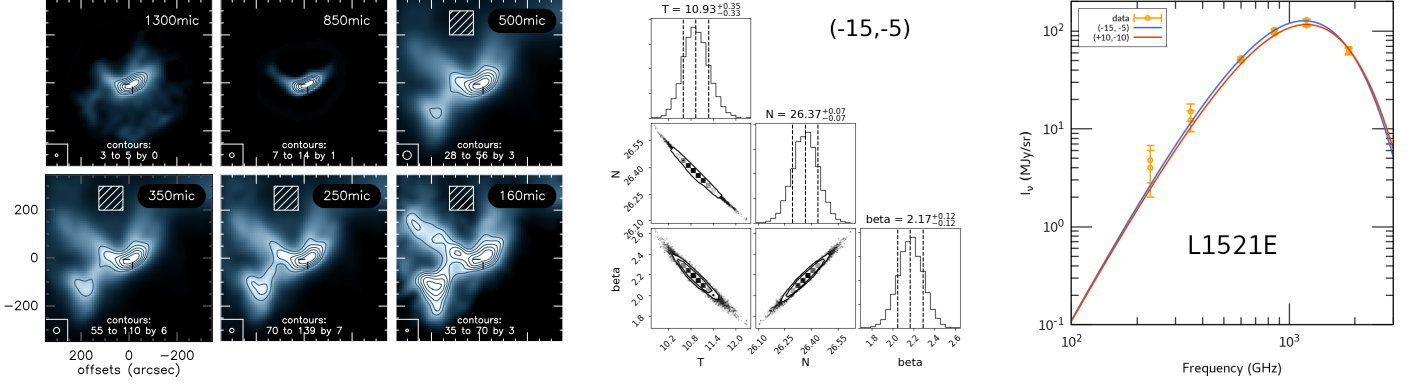 1300mic
contours:
3 to 5 by 0
850mic
contours:
7 to 14 by 1
500mic
contours:
28 to 56 by 3
350mic
contours:
55 to 110 by 6
250mic
contours:
70 to 139 by 7
160mic
contours:
35 to 70 by 3
200
0
−200
200 0 −200
offsets (arcsec)
T = 10.93+0.35−0.33
(-15,-5)
N = 26.37+0.07−0.07
beta = 2.17+0.12−0.12
26.55
26.40
26.25
26.10
N
2.6
2.4
2.2
2.0
1.8
beta
10.2 10.8 11.4 12.0
T
26.10 26.25 26.40 26.55
N
1.8 2.0 2.2 2.4 2.6
beta
data
(-15, -5)
(+10,-10)
10²
10¹
10⁰
10⁻¹
Iν (MJy/sr)
L1521E
10² 10³
Frequency (GHz)